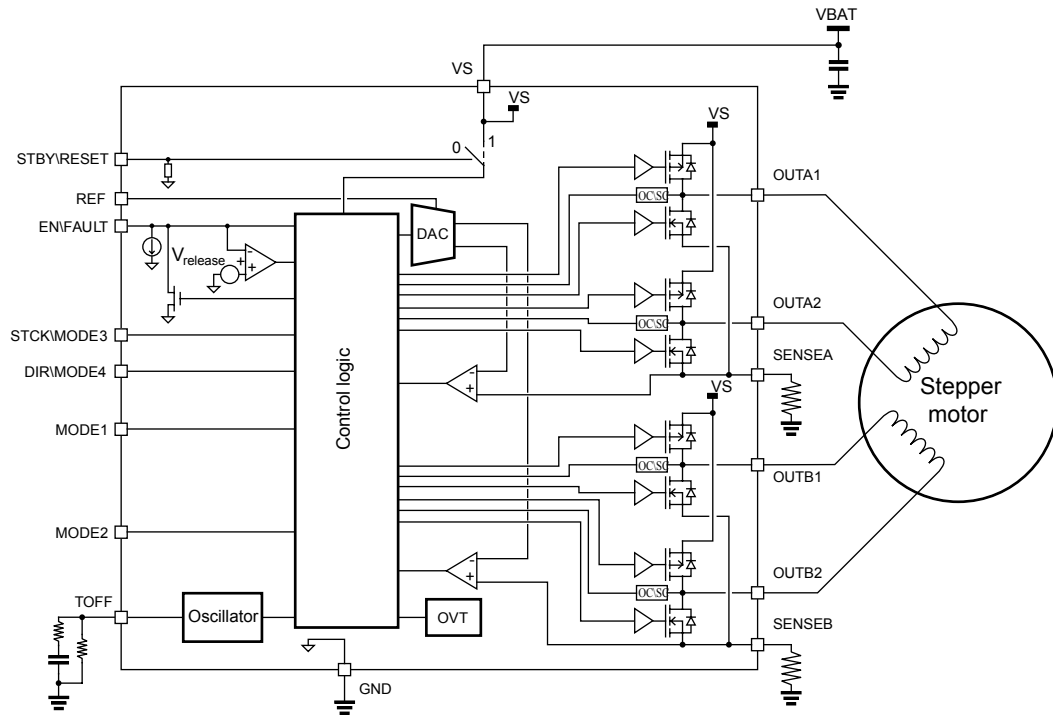 VBAT
VS
VS
VS
0
1
STBY\RESET
OUTA1
REF
OC\SC
EN\FAULT
DAC
Vrelease
-
+
+
OUTA2
OC\SC
STCK\MODE3
SENSEA
DIR\MODE4
-
+
VS
Control logic
Stepper
motor
MODE1
OUTB1
OC\SC
MODE2
-
+
OUTB2
OC\SC
TOFF
Oscillator
OVT
SENSEB
GND